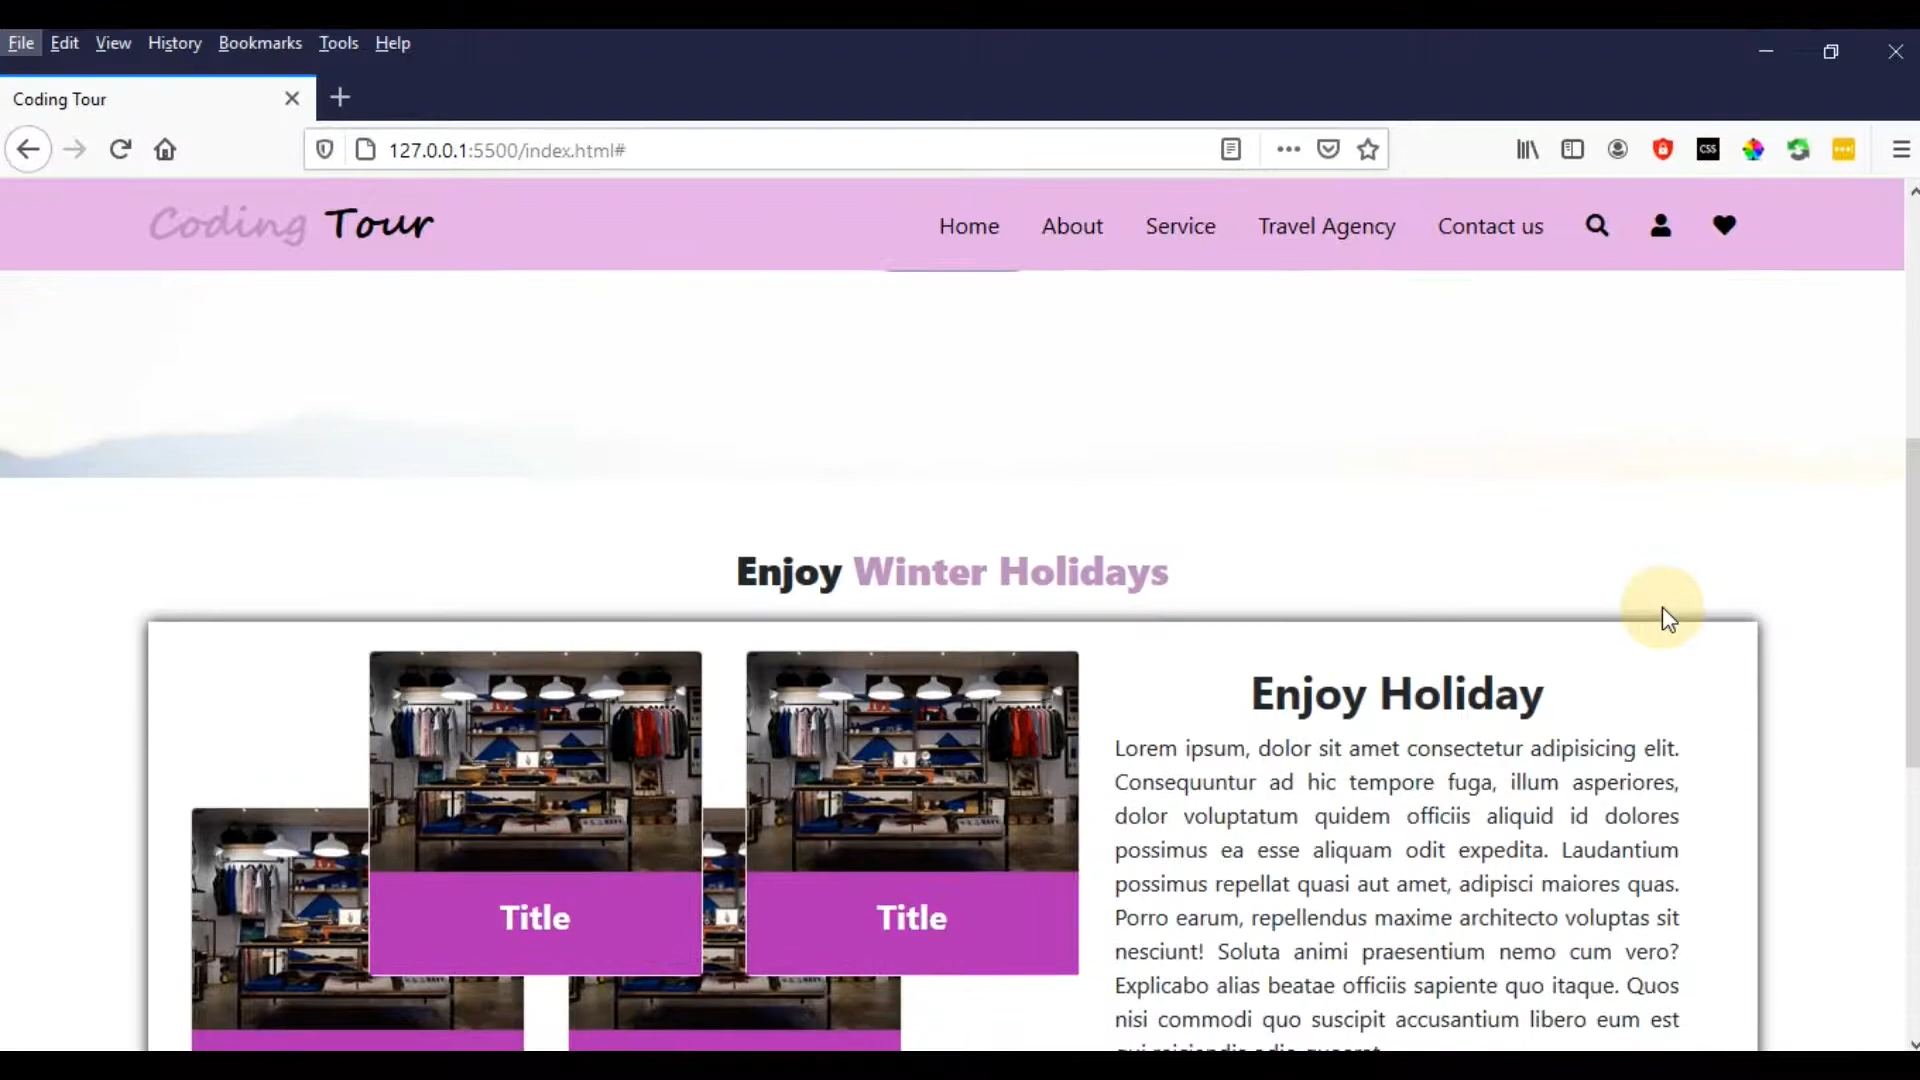 File Edit View History Bookmarks Tools Help
Coding Tour
127.0.0.1:5500/index.html#
CSS
Coding Tour
Home About Service Travel Agency Contact us
Enjoy Winter Holidays
Title
Title
Enjoy Holiday
Lorem ipsum, dolor sit amet consectetur adipisicing elit.
Consequuntur ad hic tempore fuga, illum asperiores,
dolor voluptatum quidem officiis aliquid id dolores
possimus ea esse aliquam odit expedita. Laudantium
possimus repellat quasi aut amet, adipisci maiores quas.
Porro earum, repellendus maxime architecto voluptas sit
nesciunt! Soluta animi praesentium nemo cum vero?
Explicabo alias beatae officiis sapiente quo itaque. Quos
nisi commodi quo suscipit accusantium libero eum est